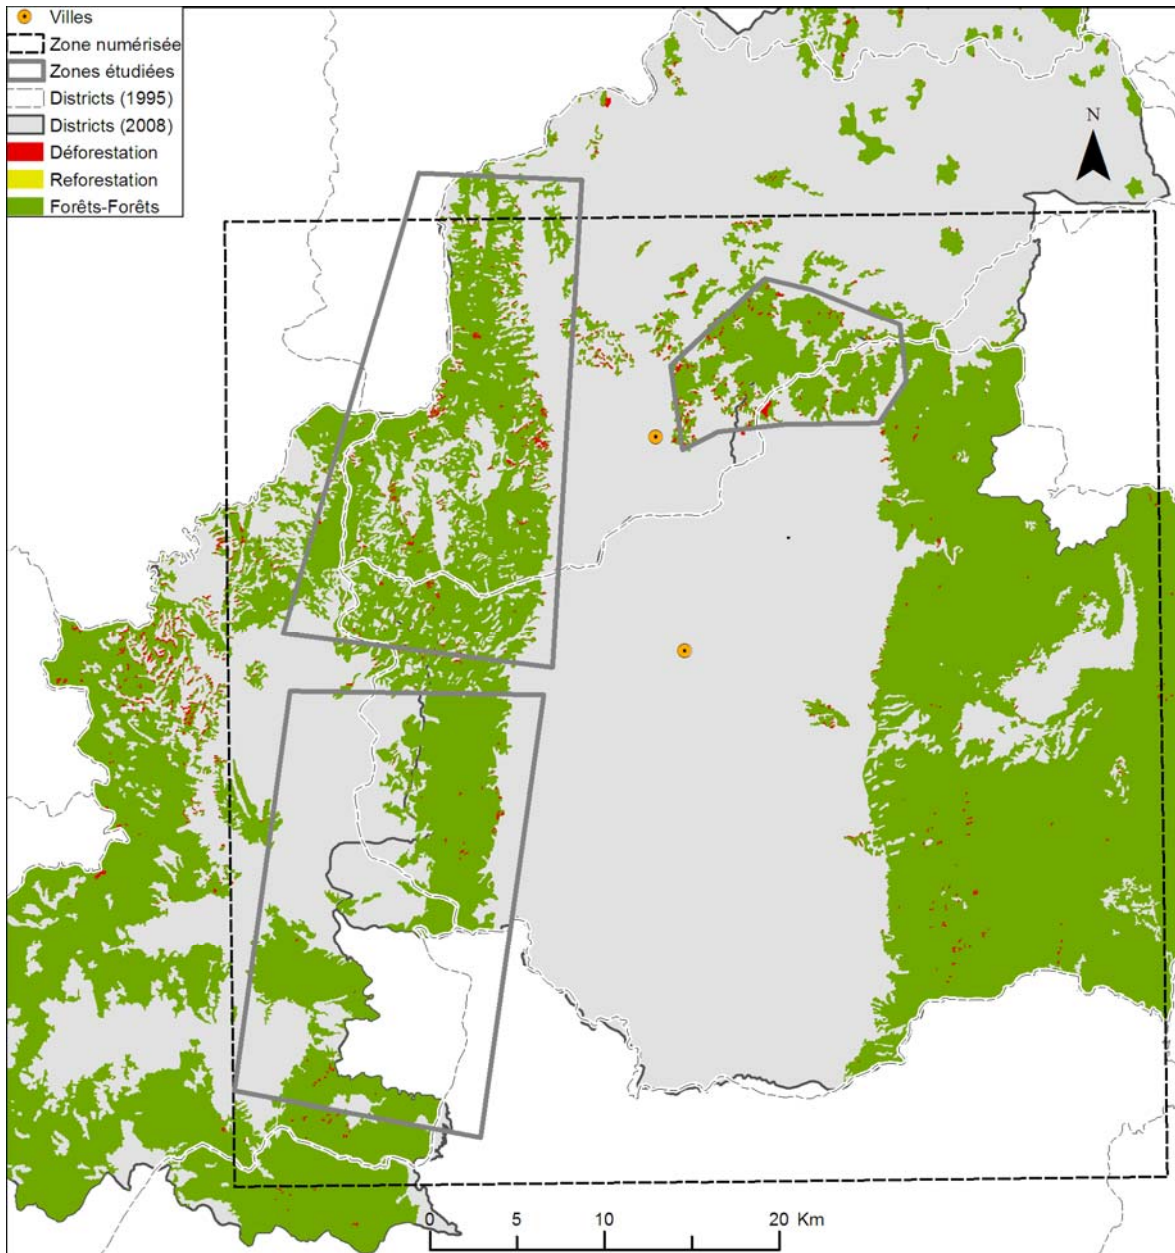 Villes
Zone numérisée
Zones étudiées
Districts (1995)
Districts (2008)
Déforestation
Reforestation
Forêts-Forêts
N
0 5 10 20 Km